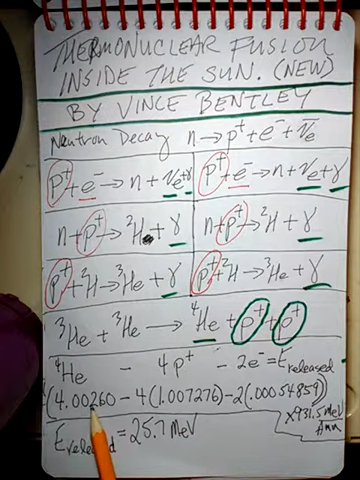 THERMONUCLEAR FUSION
INSIDE THE SUN. (NEW)
BY VINCE BENTLEY
Neutron Decay n→p⁺+e⁻+ν̅e
p⁺+e⁻→n+νe+γ p⁺+e⁻→n+νe+γ
n+p⁺→²H+γ n+p⁺→²H+γ
p⁺+²H→³He+γ p⁺+²H→³He+γ
³He+³He→⁴He+p⁺+p⁺
⁴He - 4p⁺ - 2e⁻=Ereleased
(4.00260-4(1.007276)-2(.00054859))
x931.5 MeV
Ereleased=25.7 MeV